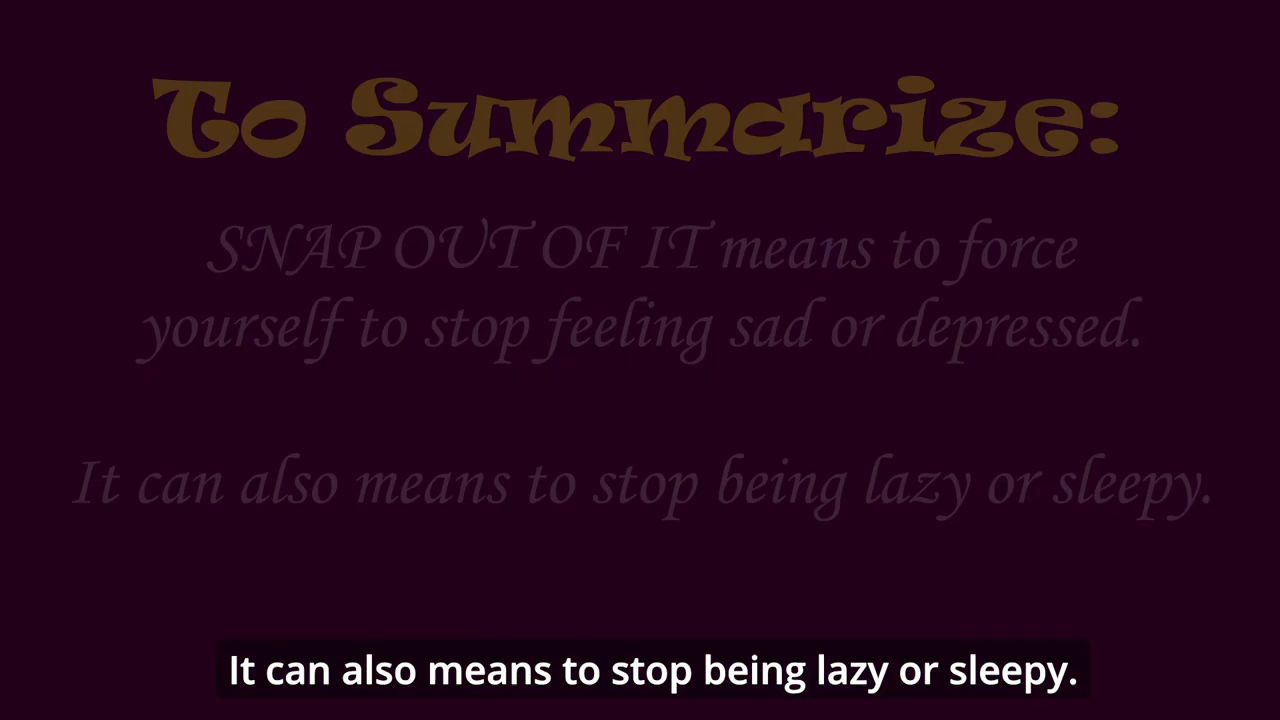 To Summarize:
SNAP OUT OF IT means to force
yourself to stop feeling sad or depressed.
It can also means to stop being lazy or sleepy.
It can also means to stop being lazy or sleepy.